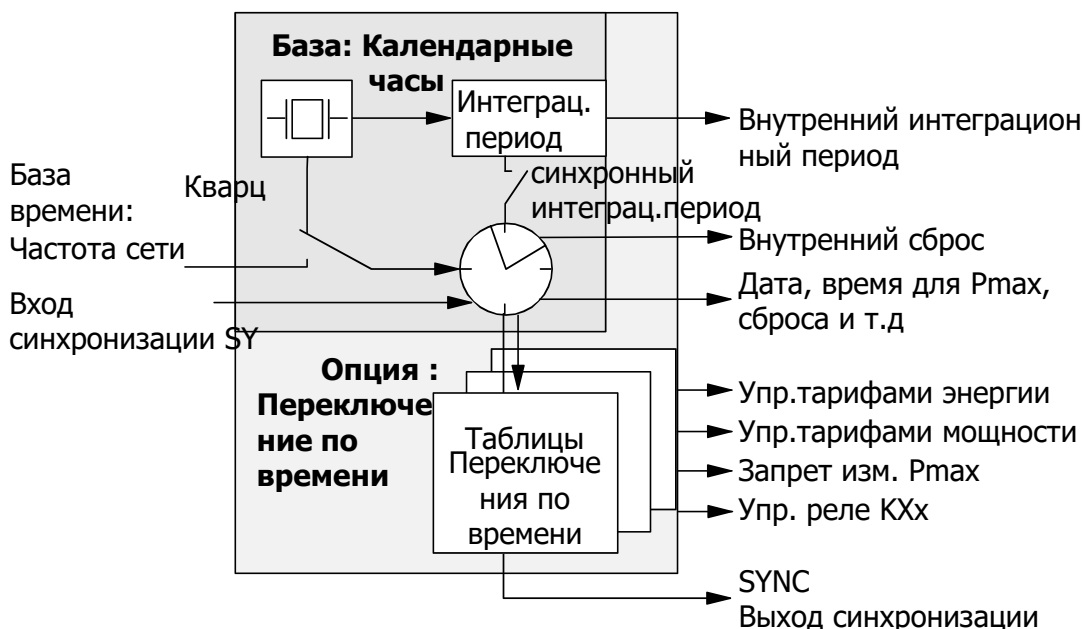 База: Календарные
часы
Интеграц.
период
Внутренний интеграцион
ный период
синхронный
интеграц.период
База
времени:
Кварц
Частота сети
Внутренний сброс
Вход
синхронизации SY
Дата, время для Pmax,
сброса и т.д
Опция :
Переключе
ние по
времени
Таблицы
Переключе
ния по
времени
Упр.тарифами энергии
Упр.тарифами мощности
Запрет изм. Pmax
Упр. реле KXx
SYNC
Выход синхронизации